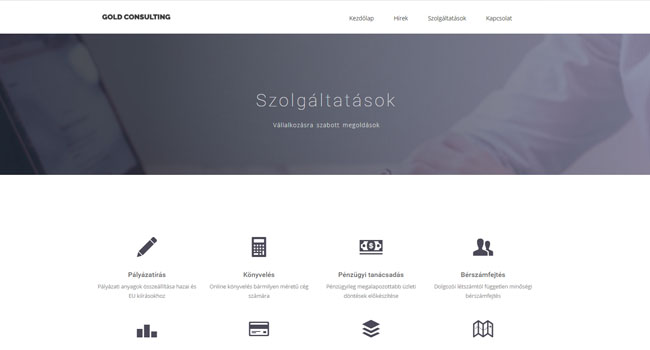 GOLD CONSULTING
Kezdőlap Hírek Szolgáltatások Kapcsolat
Szolgáltatások
Vállalkozásra szabott megoldások
Pályázatírás
Pályázati anyagok összeállítása hazai és
EU kiírásokhoz
Könyvelés
Online könyvelés bármilyen méretű cég
számára
Pénzügyi tanácsadás
Pénzügyileg megalapozottabb üzleti
döntések előkészítése
Bérszámfejtés
Dolgozói létszámtól független minőségi
bérszámfejtés